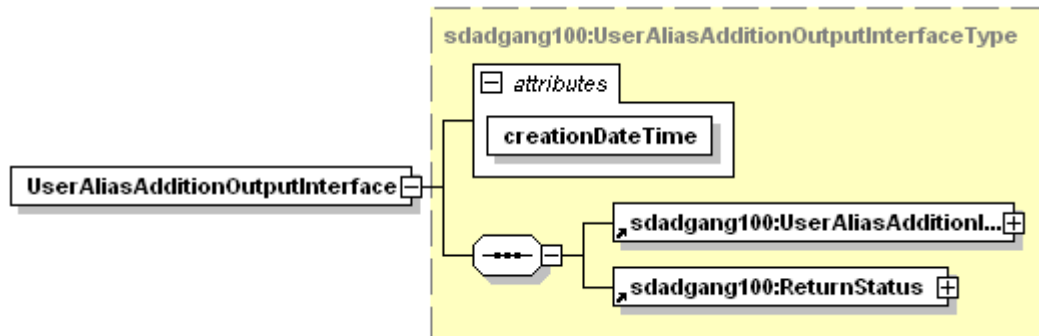 sdadgang100:UserAliasAdditionOutputInterfaceType
attributes
creationDateTime
UserAliasAdditionOutputInterface
sdadgang100:UserAliasAdditionI...
sdadgang100:ReturnStatus